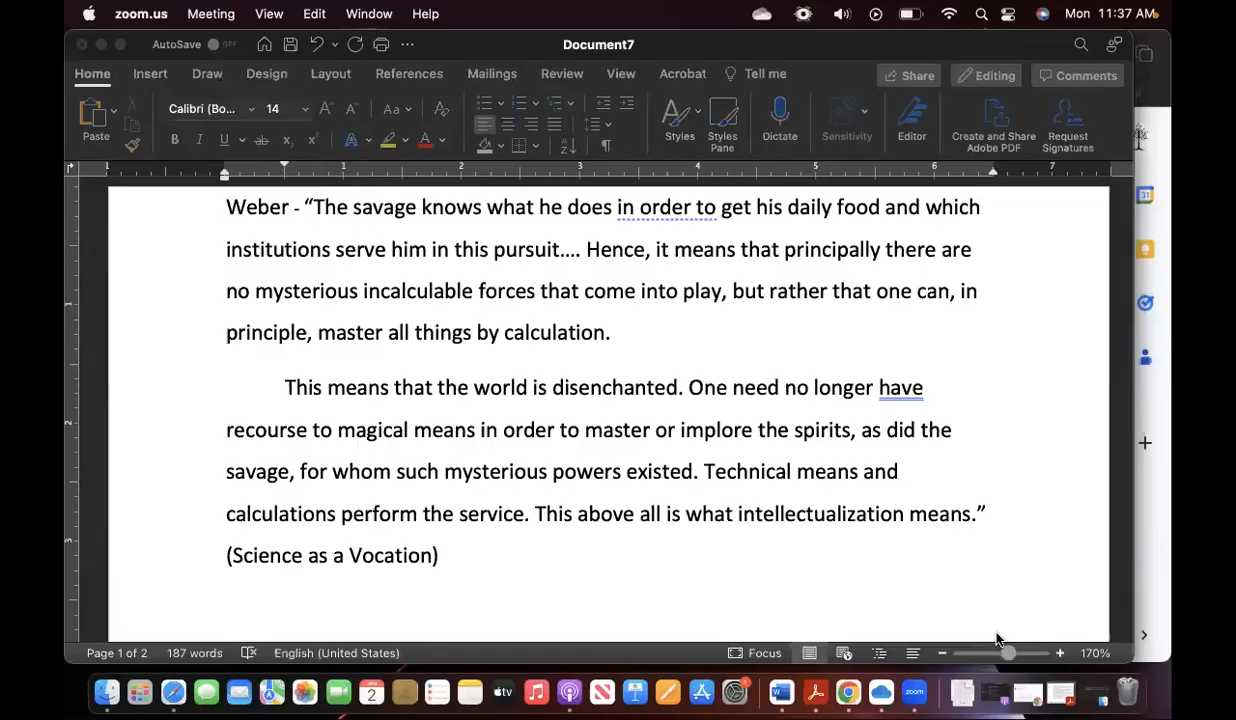 zoom.us Meeting View Edit Window Help Mon 11:37 AM
AutoSave OFF Document7
Home Insert Draw Design Layout References Mailings Review View Acrobat Tell me Share Editing Comments
Calibri (Bo... 14
Paste Styles Styles Pane Dictate Sensitivity Editor Create and Share Adobe PDF Request Signatures
1 2 3 4 5 6 7
Weber - “The savage knows what he does in order to get his daily food and which
institutions serve him in this pursuit.... Hence, it means that principally there are
no mysterious incalculable forces that come into play, but rather that one can, in
principle, master all things by calculation.
This means that the world is disenchanted. One need no longer have
recourse to magical means in order to master or implore the spirits, as did the
savage, for whom such mysterious powers existed. Technical means and
calculations perform the service. This above all is what intellectualization means.”
(Science as a Vocation)
Page 1 of 2 187 words English (United States) Focus 170%